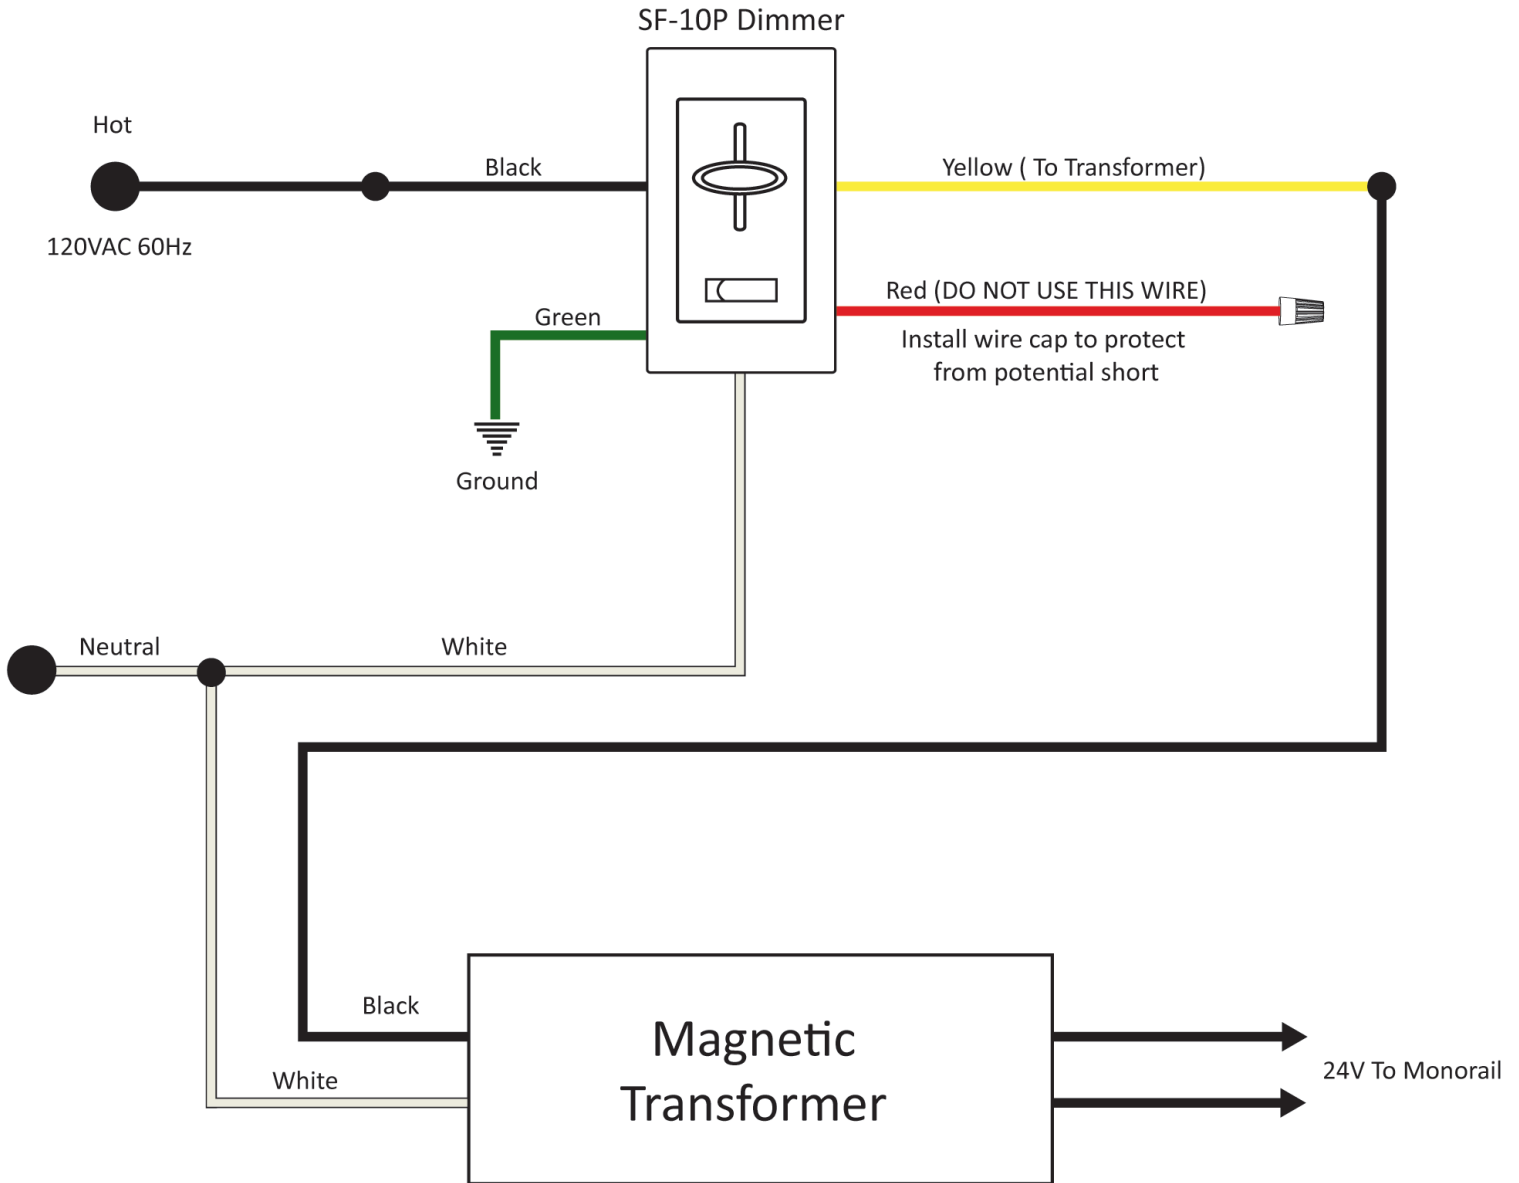 SF-10P Dimmer
Hot
Black
Yellow ( To Transformer)
120VAC 60Hz
Red (DO NOT USE THIS WIRE)
Green
Install wire cap to protect
from potential short
Ground
Neutral
White
Black
White
Magnetic
Transformer
24V To Monorail